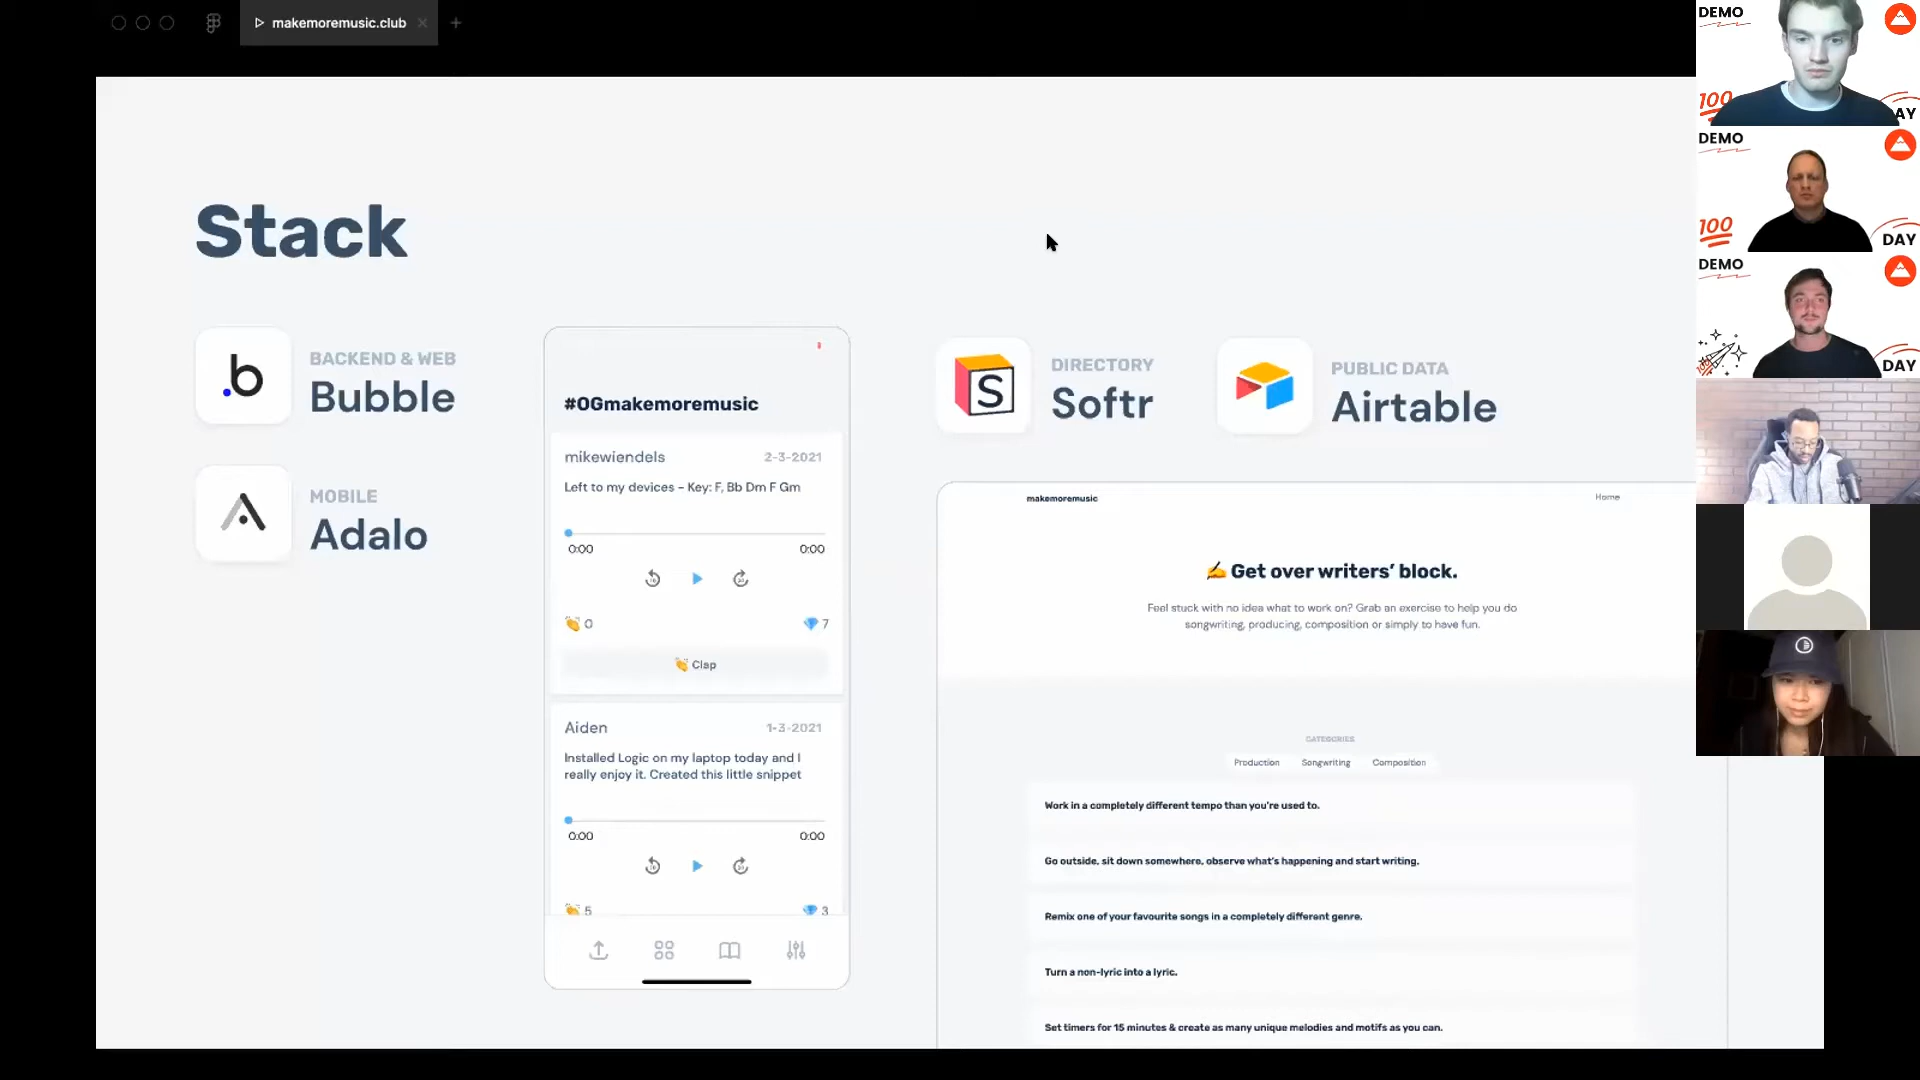 makemoremusic.club
Stack
BACKEND & WEB
Bubble
MOBILE
Adalo
#OGmakemoremusic
mikewiendels 2-3-2021
Left to my devices - Key: F, Bb Dm F Gm
0:00 0:00
0 7
Clap
Aiden 1-3-2021
Installed Logic on my laptop today and I
really enjoy it. Created this little snippet
0:00 0:00
5 3
DIRECTORY
Softr
PUBLIC DATA
Airtable
makemoremusic Home
✍️ Get over writers’ block.
Feel stuck with no idea what to work on? Grab an exercise to help you do
songwriting, producing, composition or simply to have fun.
CATEGORIES
Production Songwriting Composition
Work in a completely different tempo than you're used to.
Go outside, sit down somewhere, observe what's happening and start writing.
Remix one of your favourite songs in a completely different genre.
Turn a non-lyric into a lyric.
Set timers for 15 minutes & create as many unique melodies and motifs as you can.
DEMO
100 AY
DEMO
100 DAY
DEMO
DAY